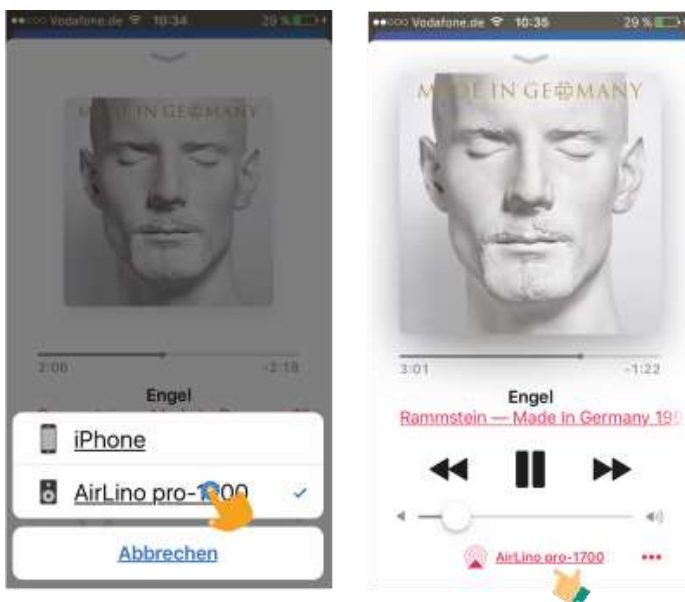 Vodafone.de 10:34 29 %
MADE IN GERMANY
2:06 -2:18
Engel
iPhone
AirLino pro-1700
Abbrechen
Vodafone.de 10:35 29 %
MADE IN GERMANY
3:01 -1:22
Engel
Rammstein — Made In Germany 199
AirLino pro-1700